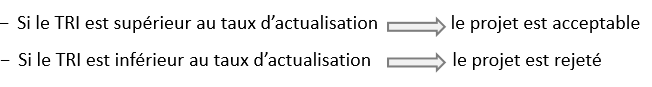 – Si le TRI est supérieur au taux d’actualisation le projet est acceptable
– Si le TRI est inférieur au taux d’actualisation le projet est rejeté